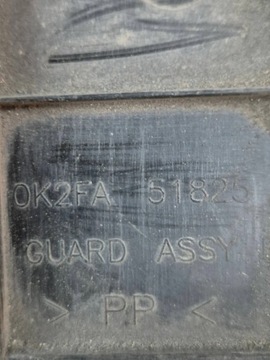 0K2FA 51825
GUARD ASSY
> PP <